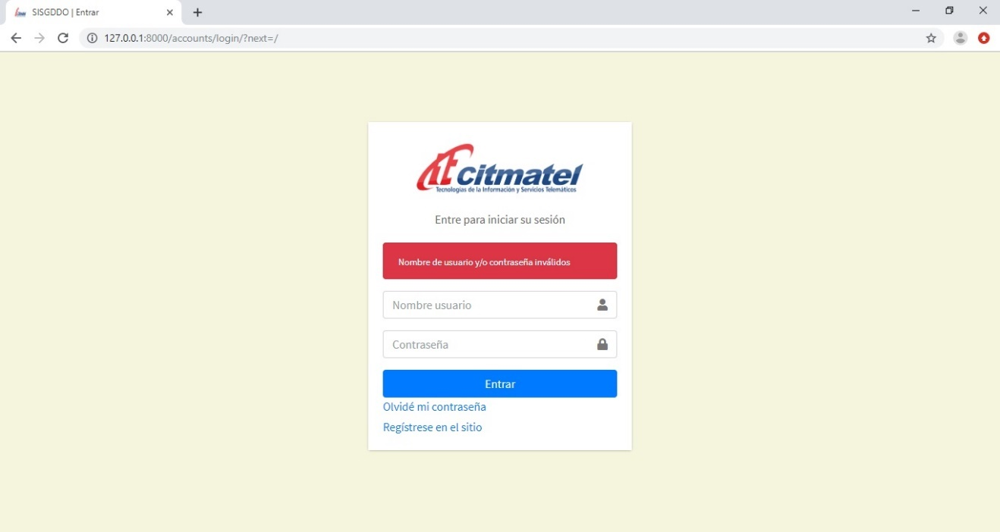 SISGDDO | Entrar
127.0.0.1:8000/accounts/login/?next=/
citmatel
Tecnologías de la Información y Servicios Telemáticos
Entre para iniciar su sesión
Nombre de usuario y/o contraseña inválidos
Nombre usuario
Contraseña
Entrar
Olvidé mi contraseña
Regístrese en el sitio